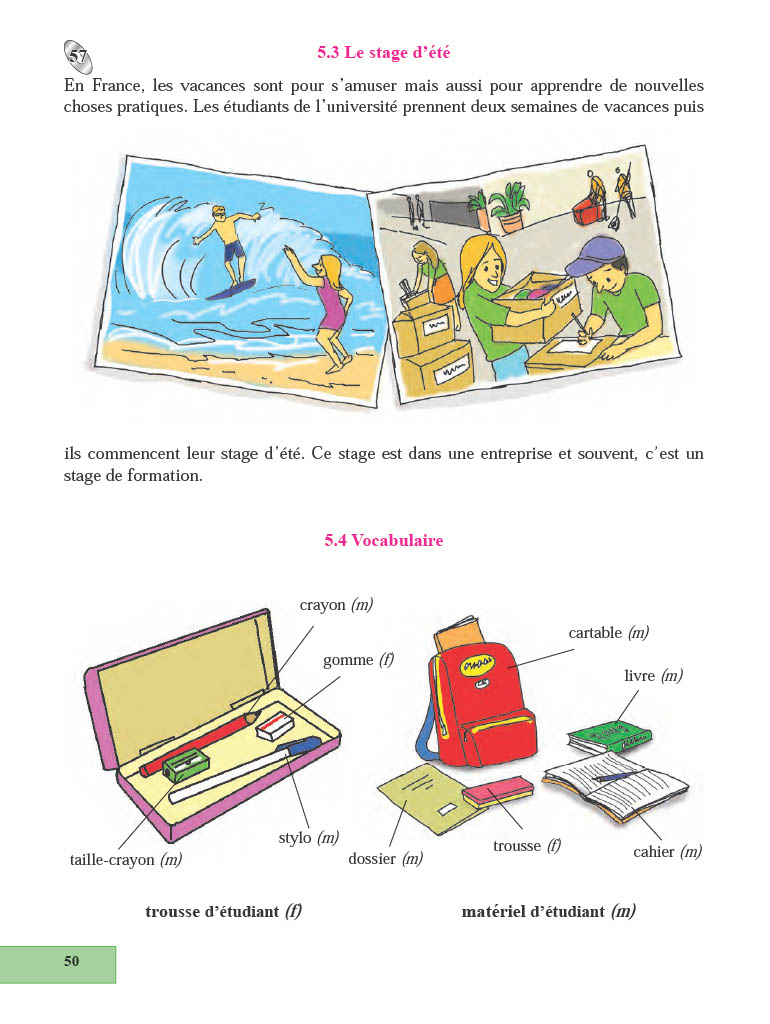 57
5.3 Le stage d’été
En France, les vacances sont pour s’amuser mais aussi pour apprendre de nouvelles
choses pratiques. Les étudiants de l’université prennent deux semaines de vacances puis
ils commencent leur stage d’été. Ce stage est dans une entreprise et souvent, c’est un
stage de formation.
5.4 Vocabulaire
crayon (m)
gomme (f)
cartable (m)
livre (m)
taille-crayon (m)
stylo (m)
dossier (m)
trousse (f)
cahier (m)
trousse d’étudiant (f)
matériel d’étudiant (m)
50